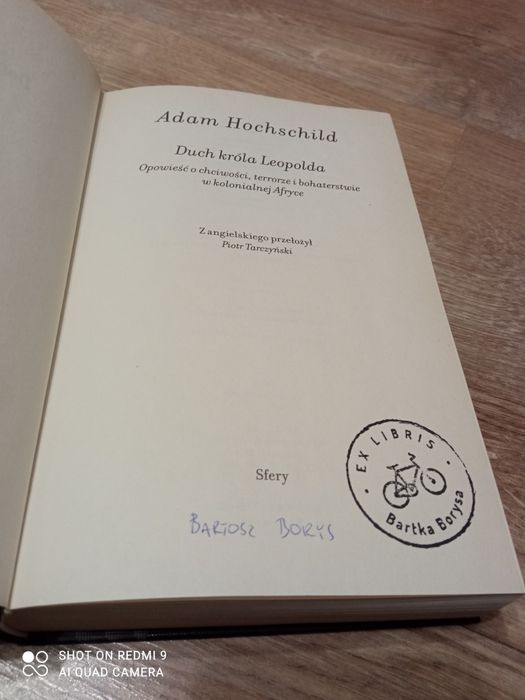 Adam Hochschild
Duch króla Leopolda
Opowieść o chciwości, terrorze i bohaterstwie
w kolonialnej Afryce
Z angielskiego przełożył
Piotr Tarczyński
Sfery
BARTOSZ BORYS
EX LIBRIS
Bartka Borysa
SHOT ON REDMI 9
AI QUAD CAMERA